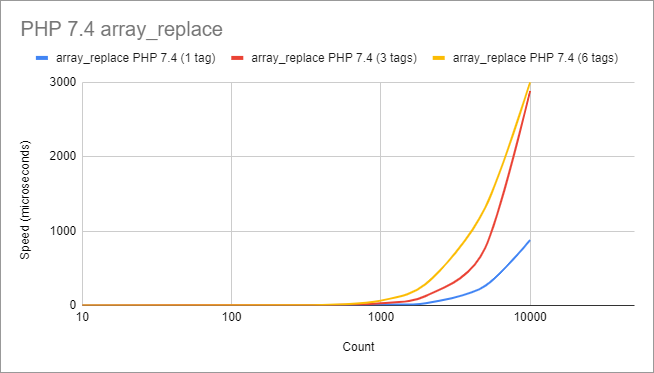 PHP 7.4 array_replace
array_replace PHP 7.4 (1 tag) array_replace PHP 7.4 (3 tags) array_replace PHP 7.4 (6 tags)
Speed (microseconds)
3000
2000
1000
0
10 100 1000 10000
Count